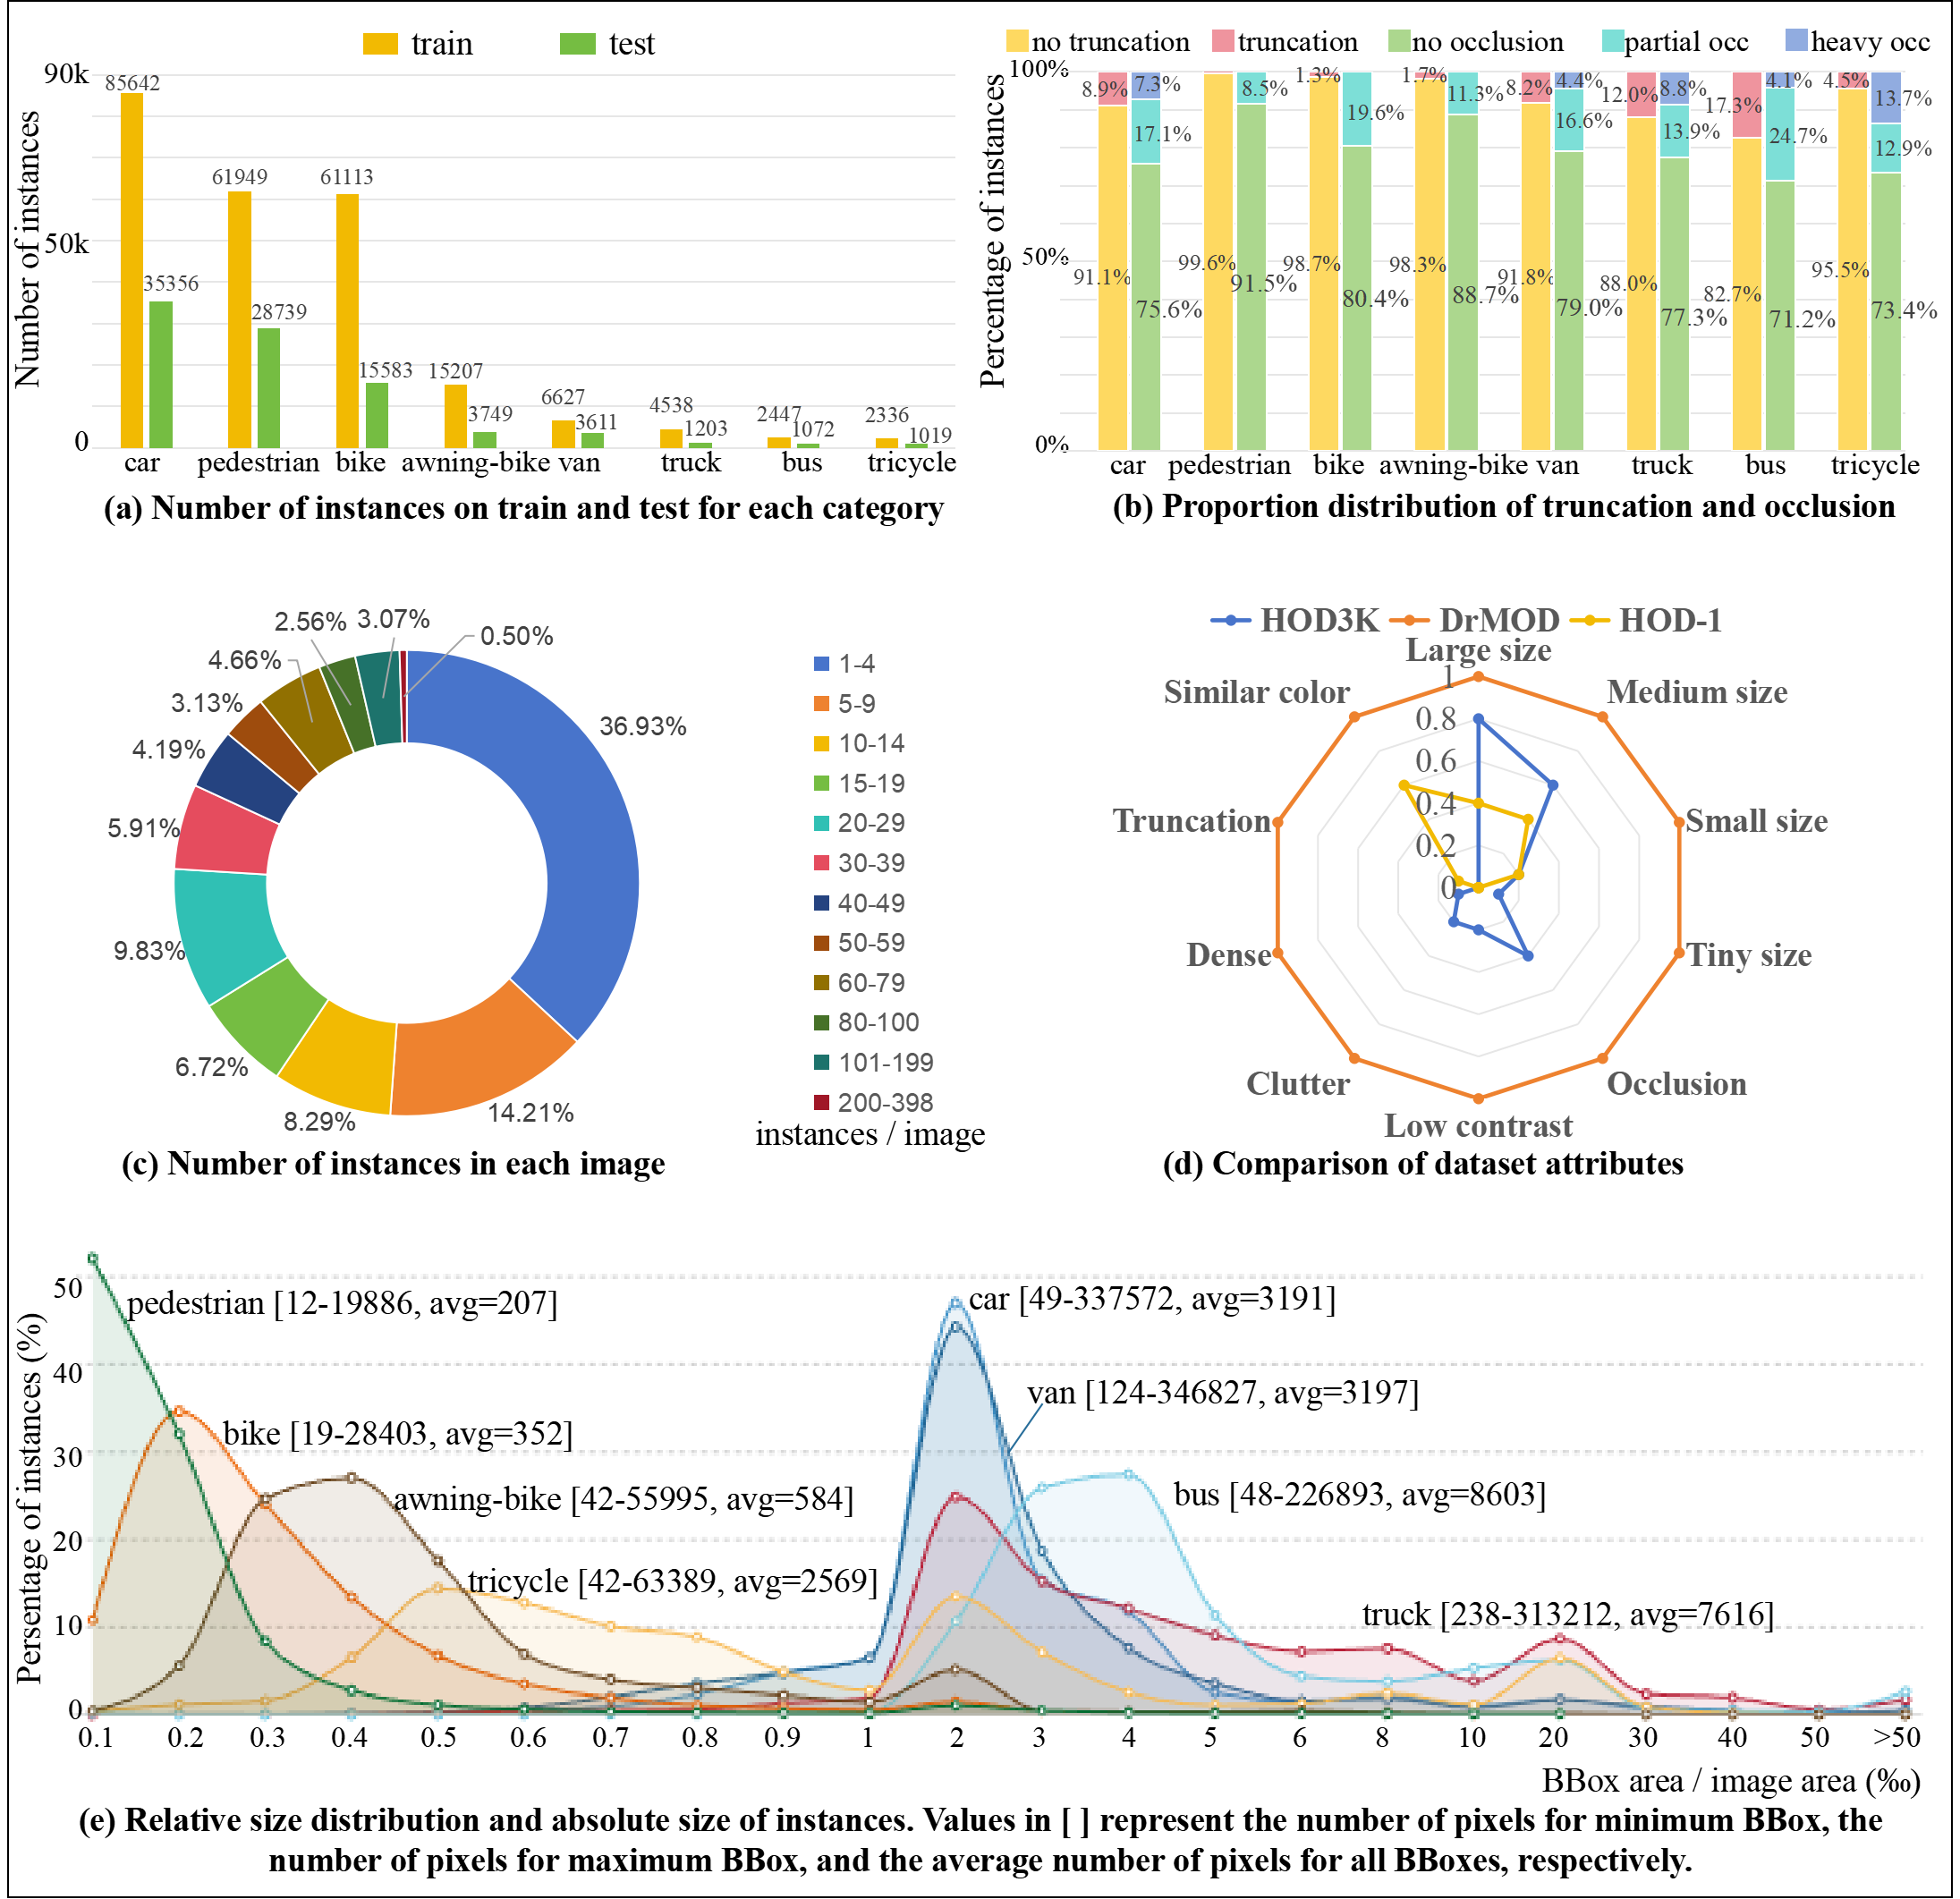 train test
Number of instances
90k
50k
0
85642
35356
61949
28739
61113
15583
15207
3749
6627
3611
4538
1203
2447
1072
2336
1019
car pedestrian bike awning-bike van truck bus tricycle
(a) Number of instances on train and test for each category
no truncation truncation no occlusion partial occ heavy occ
Percentage of instances
100%
50%
0%
8.9% 7.3% 8.5% 1.3% 19.6% 1.7% 11.3% 8.2% 4.4% 12.0% 8.8% 17.3% 4.1% 4.5% 13.7%
17.1% 16.6% 13.9% 24.7% 12.9%
91.1% 99.6% 98.7% 98.3% 91.8% 88.0% 82.7% 95.5%
75.6% 91.5% 80.4% 88.7% 79.0% 77.3% 71.2% 73.4%
car pedestrian bike awning-bike van truck bus tricycle
(b) Proportion distribution of truncation and occlusion
36.93%
14.21%
8.29%
6.72%
9.83%
5.91%
4.19%
3.13%
4.66%
2.56%
3.07%
0.50%
1-4
5-9
10-14
15-19
20-29
30-39
40-49
50-59
60-79
80-100
101-199
200-398
instances / image
(c) Number of instances in each image
HOD3K DrMOD HOD-1
Large size
Medium size
Small size
Tiny size
Occlusion
Low contrast
Clutter
Dense
Truncation
Similar color
1
0.8
0.6
0.4
0.2
0
(d) Comparison of dataset attributes
Persentage of instances (%)
50
40
30
20
10
0
pedestrian [12-19886, avg=207]
bike [19-28403, avg=352]
awning-bike [42-55995, avg=584]
tricycle [42-63389, avg=2569]
car [49-337572, avg=3191]
van [124-346827, avg=3197]
bus [48-226893, avg=8603]
truck [238-313212, avg=7616]
0.1 0.2 0.3 0.4 0.5 0.6 0.7 0.8 0.9 1 2 3 4 5 6 8 10 20 30 40 50 >50
BBox area / image area (‰)
(e) Relative size distribution and absolute size of instances. Values in [ ] represent the number of pixels for minimum BBox, the
number of pixels for maximum BBox, and the average number of pixels for all BBoxes, respectively.